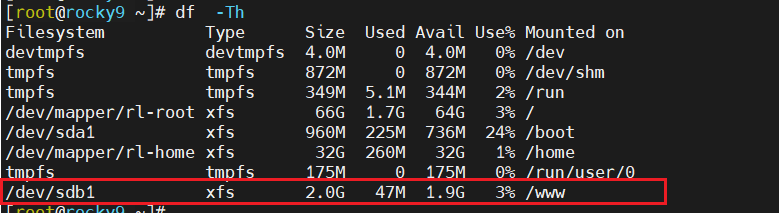 [root@rocky9 ~]# df  -Th
Filesystem          Type      Size  Used Avail Use% Mounted on
devtmpfs            devtmpfs  4.0M     0  4.0M   0% /dev
tmpfs               tmpfs     872M     0  872M   0% /dev/shm
tmpfs               tmpfs     349M  5.1M  344M   2% /run
/dev/mapper/rl-root xfs        66G  1.7G   64G   3% /
/dev/sda1           xfs       960M  225M  736M  24% /boot
/dev/mapper/rl-home xfs        32G  260M   32G   1% /home
tmpfs               tmpfs     175M     0  175M   0% /run/user/0
/dev/sdb1           xfs       2.0G   47M  1.9G   3% /www
[root@rocky9 ~]#